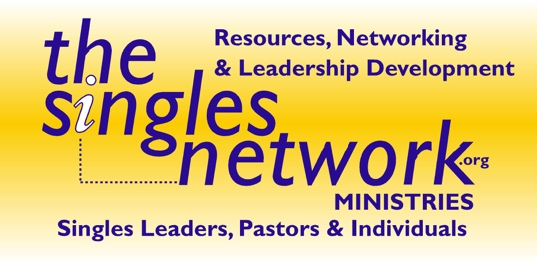 the
Resources, Networking
& Leadership Development
singles
network.org
MINISTRIES
Singles Leaders, Pastors & Individuals